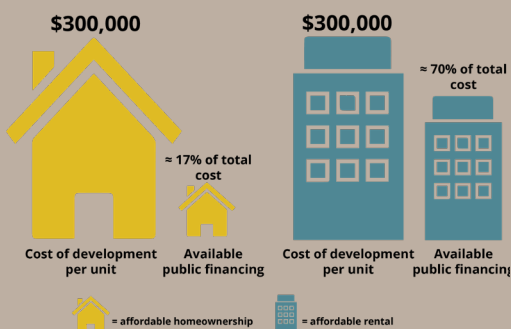 $300,000
≈ 17% of total
cost
Cost of development
per unit
Available
public financing
$300,000
≈ 70% of total
cost
Cost of development
per unit
Available
public financing
= affordable homeownership
= affordable rental